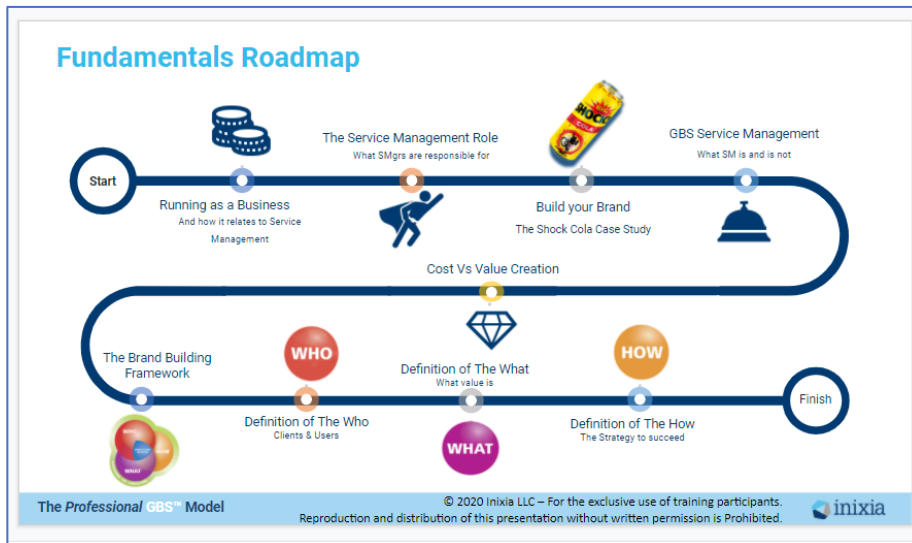 Fundamentals Roadmap
Start
Running as a Business
And how it relates to Service
Management
The Service Management Role
What SMgrs are responsible for
SHOCK
COLA
Build your Brand
The Shock Cola Case Study
GBS Service Management
What SM is and is not
Cost Vs Value Creation
The Brand Building
Framework
WHAT
WHO
Definition of The Who
Clients & Users
Definition of The What
What value is
WHAT
HOW
Definition of The How
The Strategy to succeed
Finish
The Professional GBS™ Model
© 2020 Inixia LLC – For the exclusive use of training participants.
Reproduction and distribution of this presentation without written permission is Prohibited.
inixia